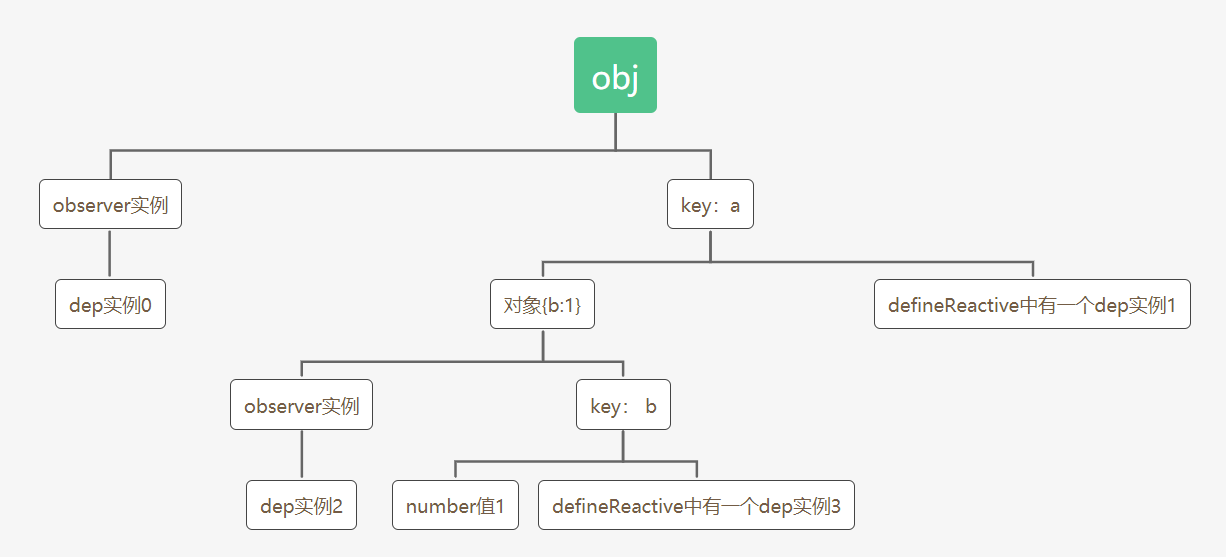 obj
observer实例
key：a
dep实例0
对象{b:1}
defineReactive中有一个dep实例1
observer实例
key： b
dep实例2
number值1
defineReactive中有一个dep实例3